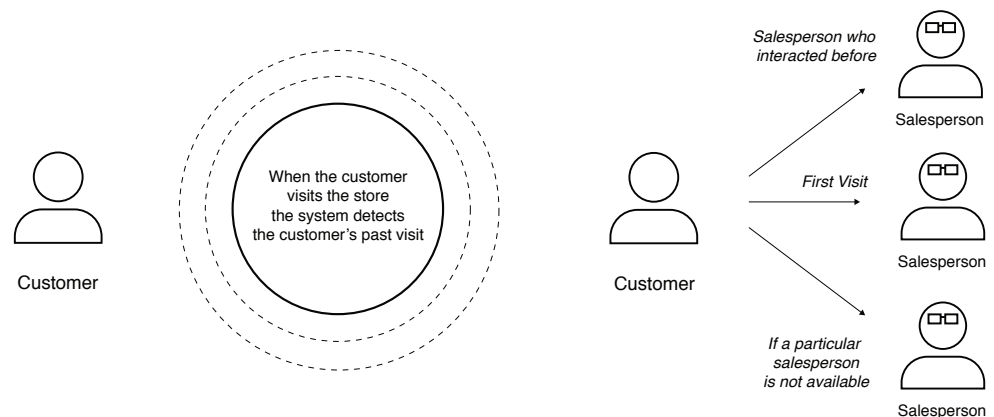 Customer
When the customer
visits the store
the system detects
the customer's past visit
Customer
Salesperson who
interacted before
Salesperson
First Visit
Salesperson
If a particular
salesperson
is not available
Salesperson